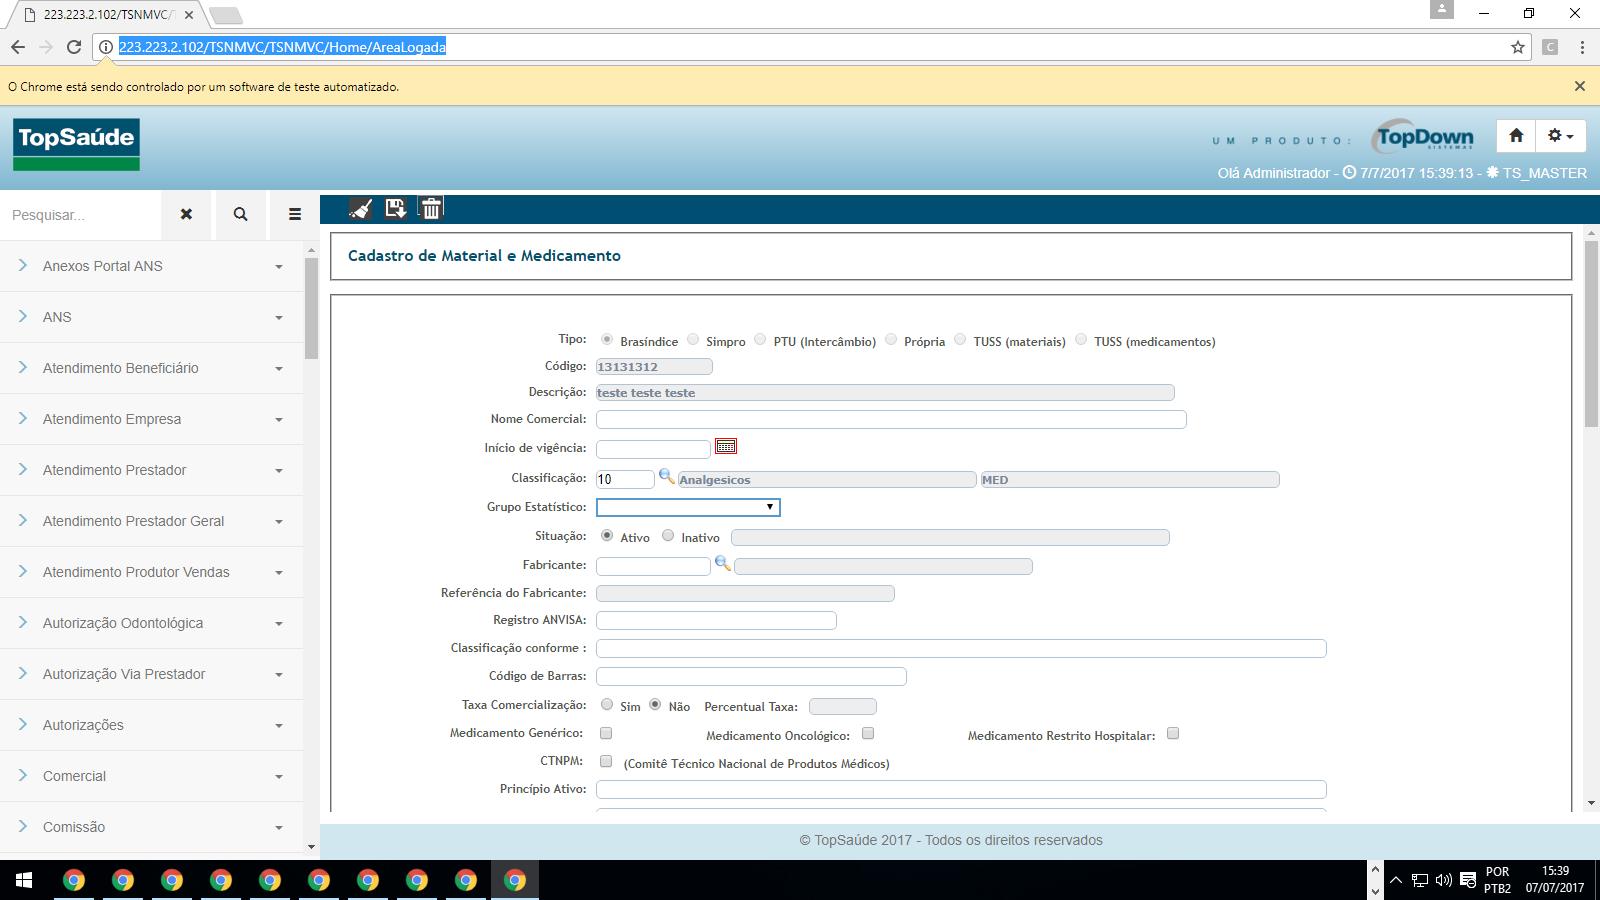 223.223.2.102/TSNMVC/T
223.223.2.102/TSNMVC/TSNMVC/Home/AreaLogada
C
O Chrome está sendo controlado por um software de teste automatizado.
TopSaúde
UM PRODUTO:
TopDown
SISTEMAS
Olá Administrador - 7/7/2017 15:39:13 - TS_MASTER
Pesquisar...
Anexos Portal ANS
ANS
Atendimento Beneficiário
Atendimento Empresa
Atendimento Prestador
Atendimento Prestador Geral
Atendimento Produtor Vendas
Autorização Odontológica
Autorização Via Prestador
Autorizações
Comercial
Comissão
Cadastro de Material e Medicamento
Tipo: Brasíndice Simpro PTU (Intercâmbio) Própria TUSS (materiais) TUSS (medicamentos)
Código: 13131312
Descrição: teste teste teste
Nome Comercial:
Início de vigência:
Classificação: 10 Analgesicos MED
Grupo Estatístico:
Situação: Ativo Inativo
Fabricante:
Referência do Fabricante:
Registro ANVISA:
Classificação conforme :
Código de Barras:
Taxa Comercialização: Sim Não Percentual Taxa:
Medicamento Genérico: Medicamento Oncológico: Medicamento Restrito Hospitalar:
CTNPM: (Comitê Técnico Nacional de Produtos Médicos)
Princípio Ativo:
© TopSaúde 2017 - Todos os direitos reservados
POR
PTB2
15:39
07/07/2017